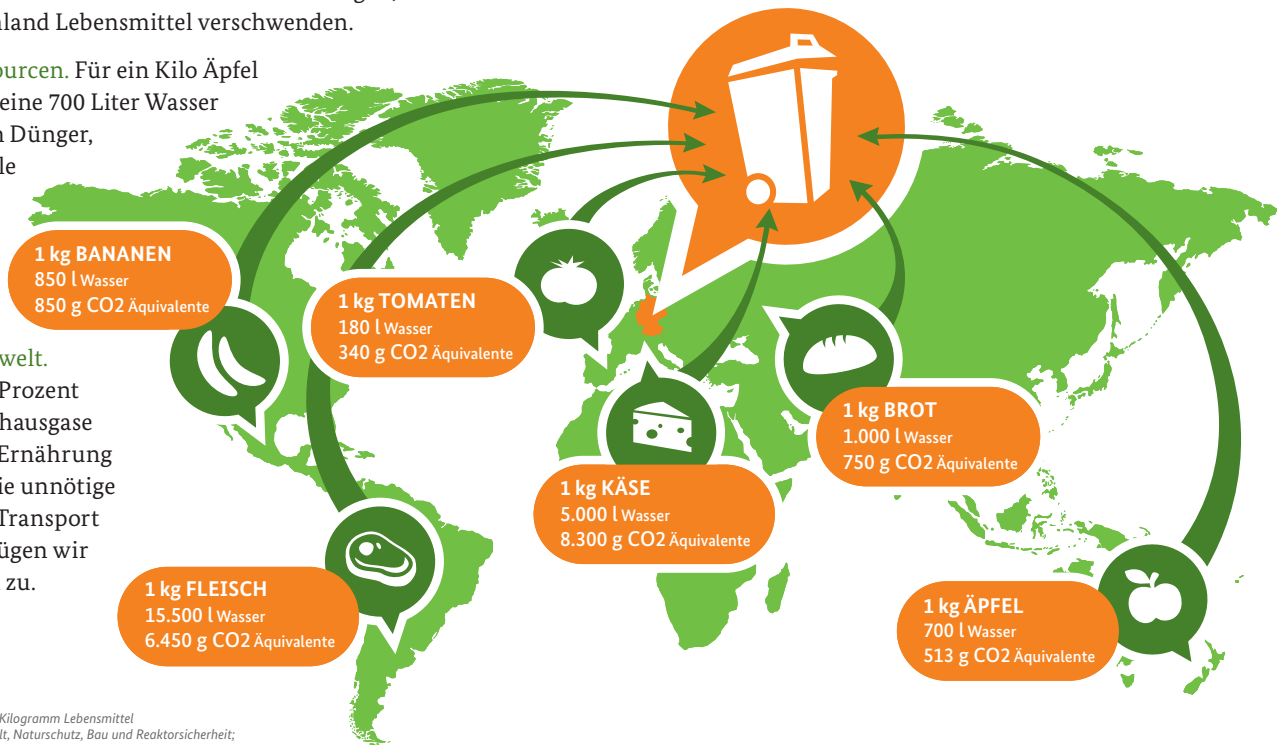 nland Lebensmittel verschwenden.
ourcen. Für ein Kilo Äpfel
eine 700 Liter Wasser
n Dünger,
le
welt.
Prozent
hausgase
Ernährung
ie unnötige
Transport
ügen wir
zu.
1 kg BANANEN
850 l Wasser
850 g CO2 Äquivalente
1 kg TOMATEN
180 l Wasser
340 g CO2 Äquivalente
1 kg BROT
1.000 l Wasser
750 g CO2 Äquivalente
1 kg KÄSE
5.000 l Wasser
8.300 g CO2 Äquivalente
1 kg FLEISCH
15.500 l Wasser
6.450 g CO2 Äquivalente
1 kg ÄPFEL
700 l Wasser
513 g CO2 Äquivalente
Kilogramm Lebensmittel
lt, Naturschutz, Bau und Reaktorsicherheit;